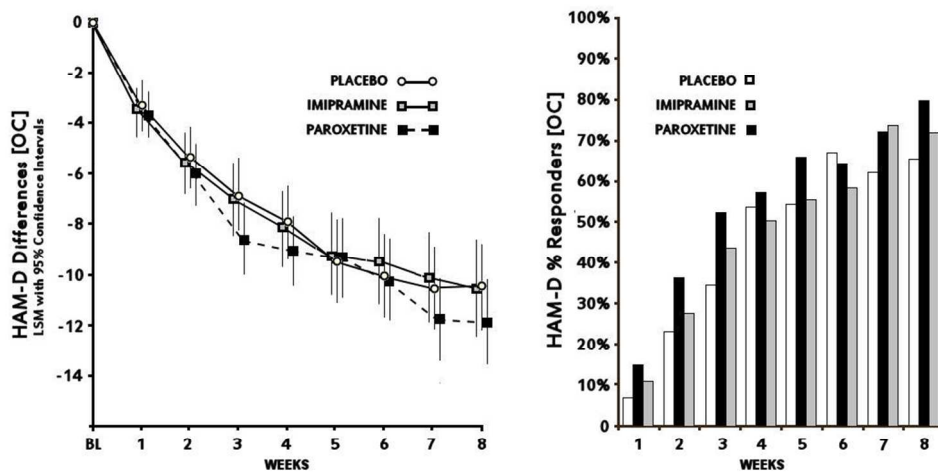 0
-2
-4
-6
-8
-10
-12
-14
HAM-D Differences [OC]
LSM with 95% Confidence Intervals
PLACEBO
IMIPRAMINE
PAROXETINE
BL 1 2 3 4 5 6 7 8
WEEKS
100%
90%
80%
70%
60%
50%
40%
30%
20%
10%
0
HAM-D % Responders [OC]
PLACEBO
IMIPRAMINE
PAROXETINE
1 2 3 4 5 6 7 8
WEEKS